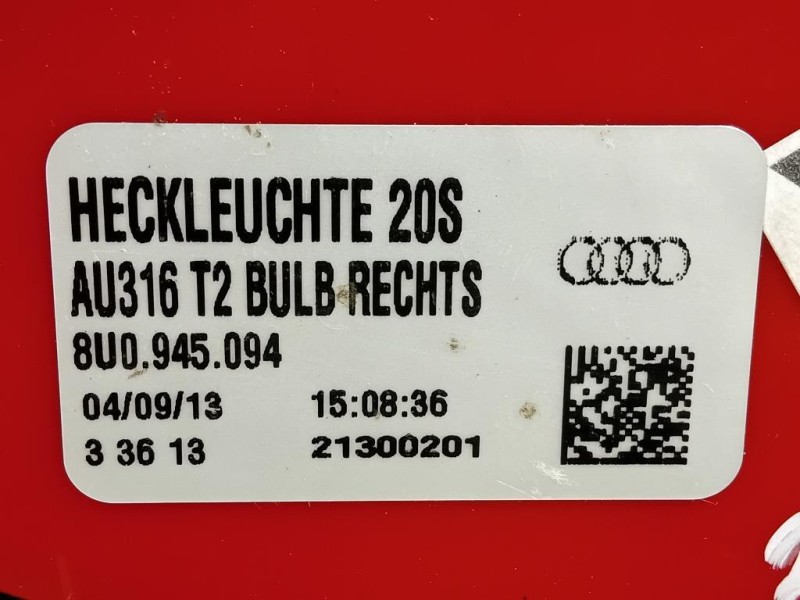 HECKLEUCHTE 20S
AU316 T2 BULB RECHTS
8U0.945.094
04/09/13 15:08:36
3 36 13 21300201